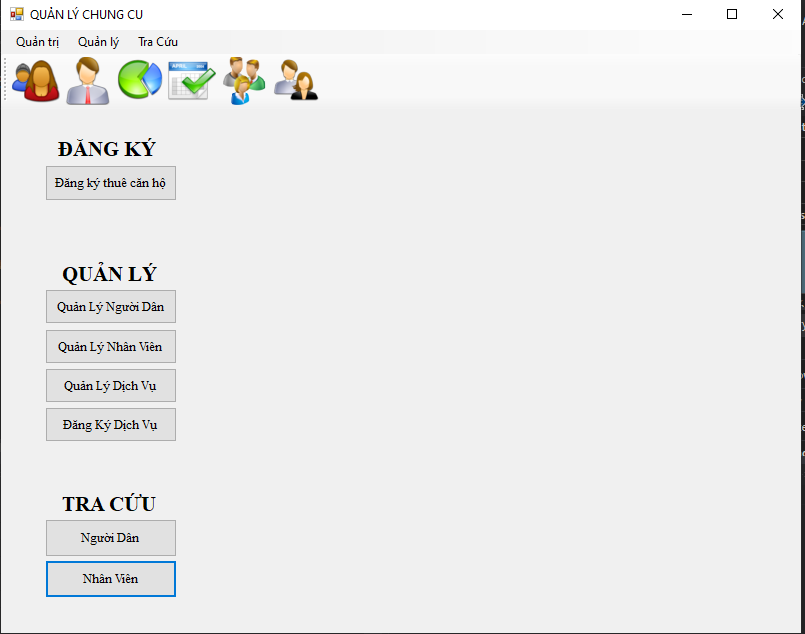 QUẢN LÝ CHUNG CU
Quản trị Quản lý Tra Cứu
APRIL
ĐĂNG KÝ
Đăng ký thuê căn hộ
QUẢN LÝ
Quản Lý Người Dân
Quản Lý Nhân Viên
Quản Lý Dịch Vụ
Đăng Ký Dịch Vụ
TRA CỨU
Người Dân
Nhân Viên